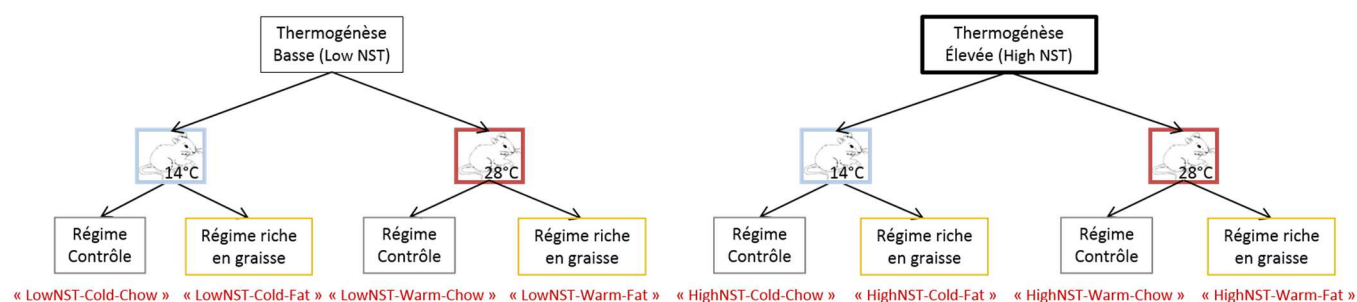 Thermogénèse
Basse (Low NST)
Thermogénèse
Élevée (High NST)
14°C
28°C
14°C
28°C
Régime
Contrôle
Régime riche
en graisse
Régime
Contrôle
Régime riche
en graisse
Régime
Contrôle
Régime riche
en graisse
Régime
Contrôle
Régime riche
en graisse
« LowNST-Cold-Chow » « LowNST-Cold-Fat » « LowNST-Warm-Chow » « LowNST-Warm-Fat » « HighNST-Cold-Chow » « HighNST-Cold-Fat » « HighNST-Warm-Chow » « HighNST-Warm-Fat »